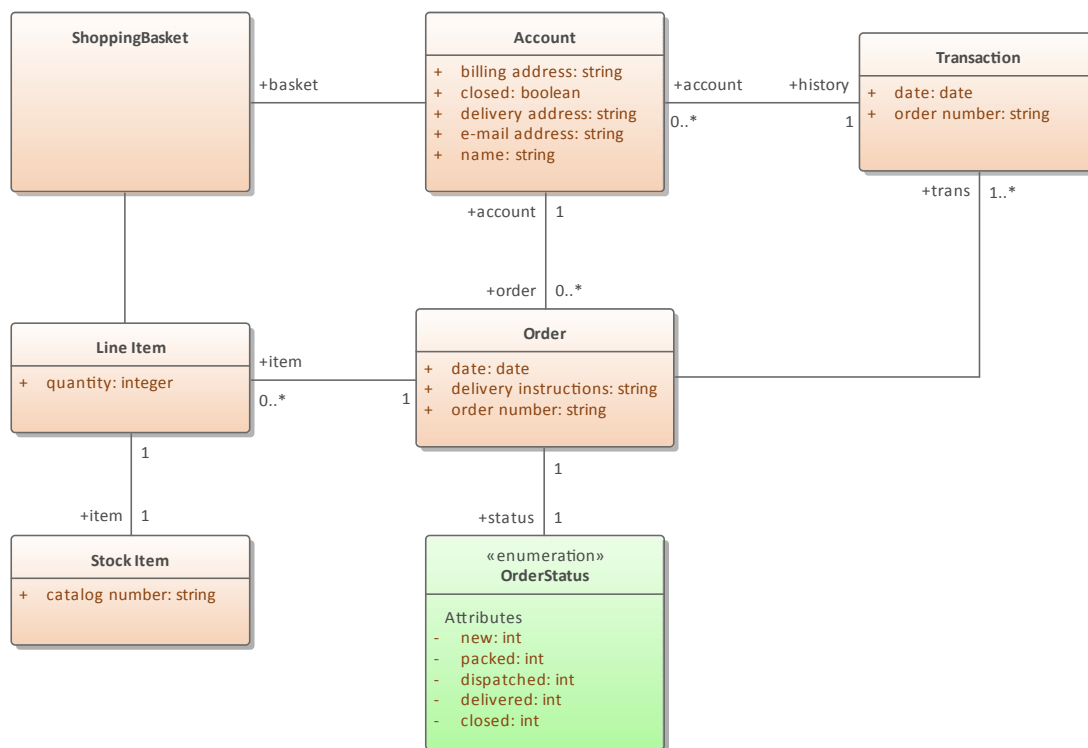 ShoppingBasket
+basket
Account
+ billing address: string
+ closed: boolean
+ delivery address: string
+ e-mail address: string
+ name: string
+account
0..*
+history
1
Transaction
+ date: date
+ order number: string
+trans
1..*
+account
1
+order
0..*
Line Item
+ quantity: integer
+item
0..*
1
Order
+ date: date
+ delivery instructions: string
+ order number: string
1
+item
1
Stock Item
+ catalog number: string
1
+status
1
«enumeration»
OrderStatus
Attributes
- new: int
- packed: int
- dispatched: int
- delivered: int
- closed: int